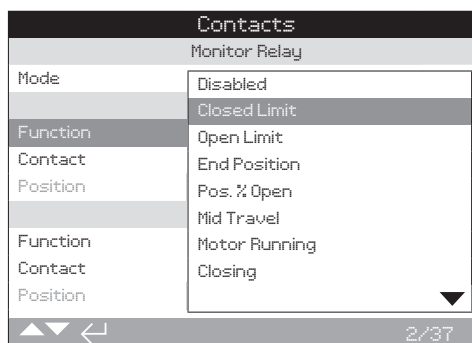 Contacts
Monitor Relay
Mode
Disabled
Closed Limit
Function
Open Limit
Contact
End Position
Position
Pos. % Open
Mid Travel
Function
Motor Running
Contact
Closing
Position
2/37